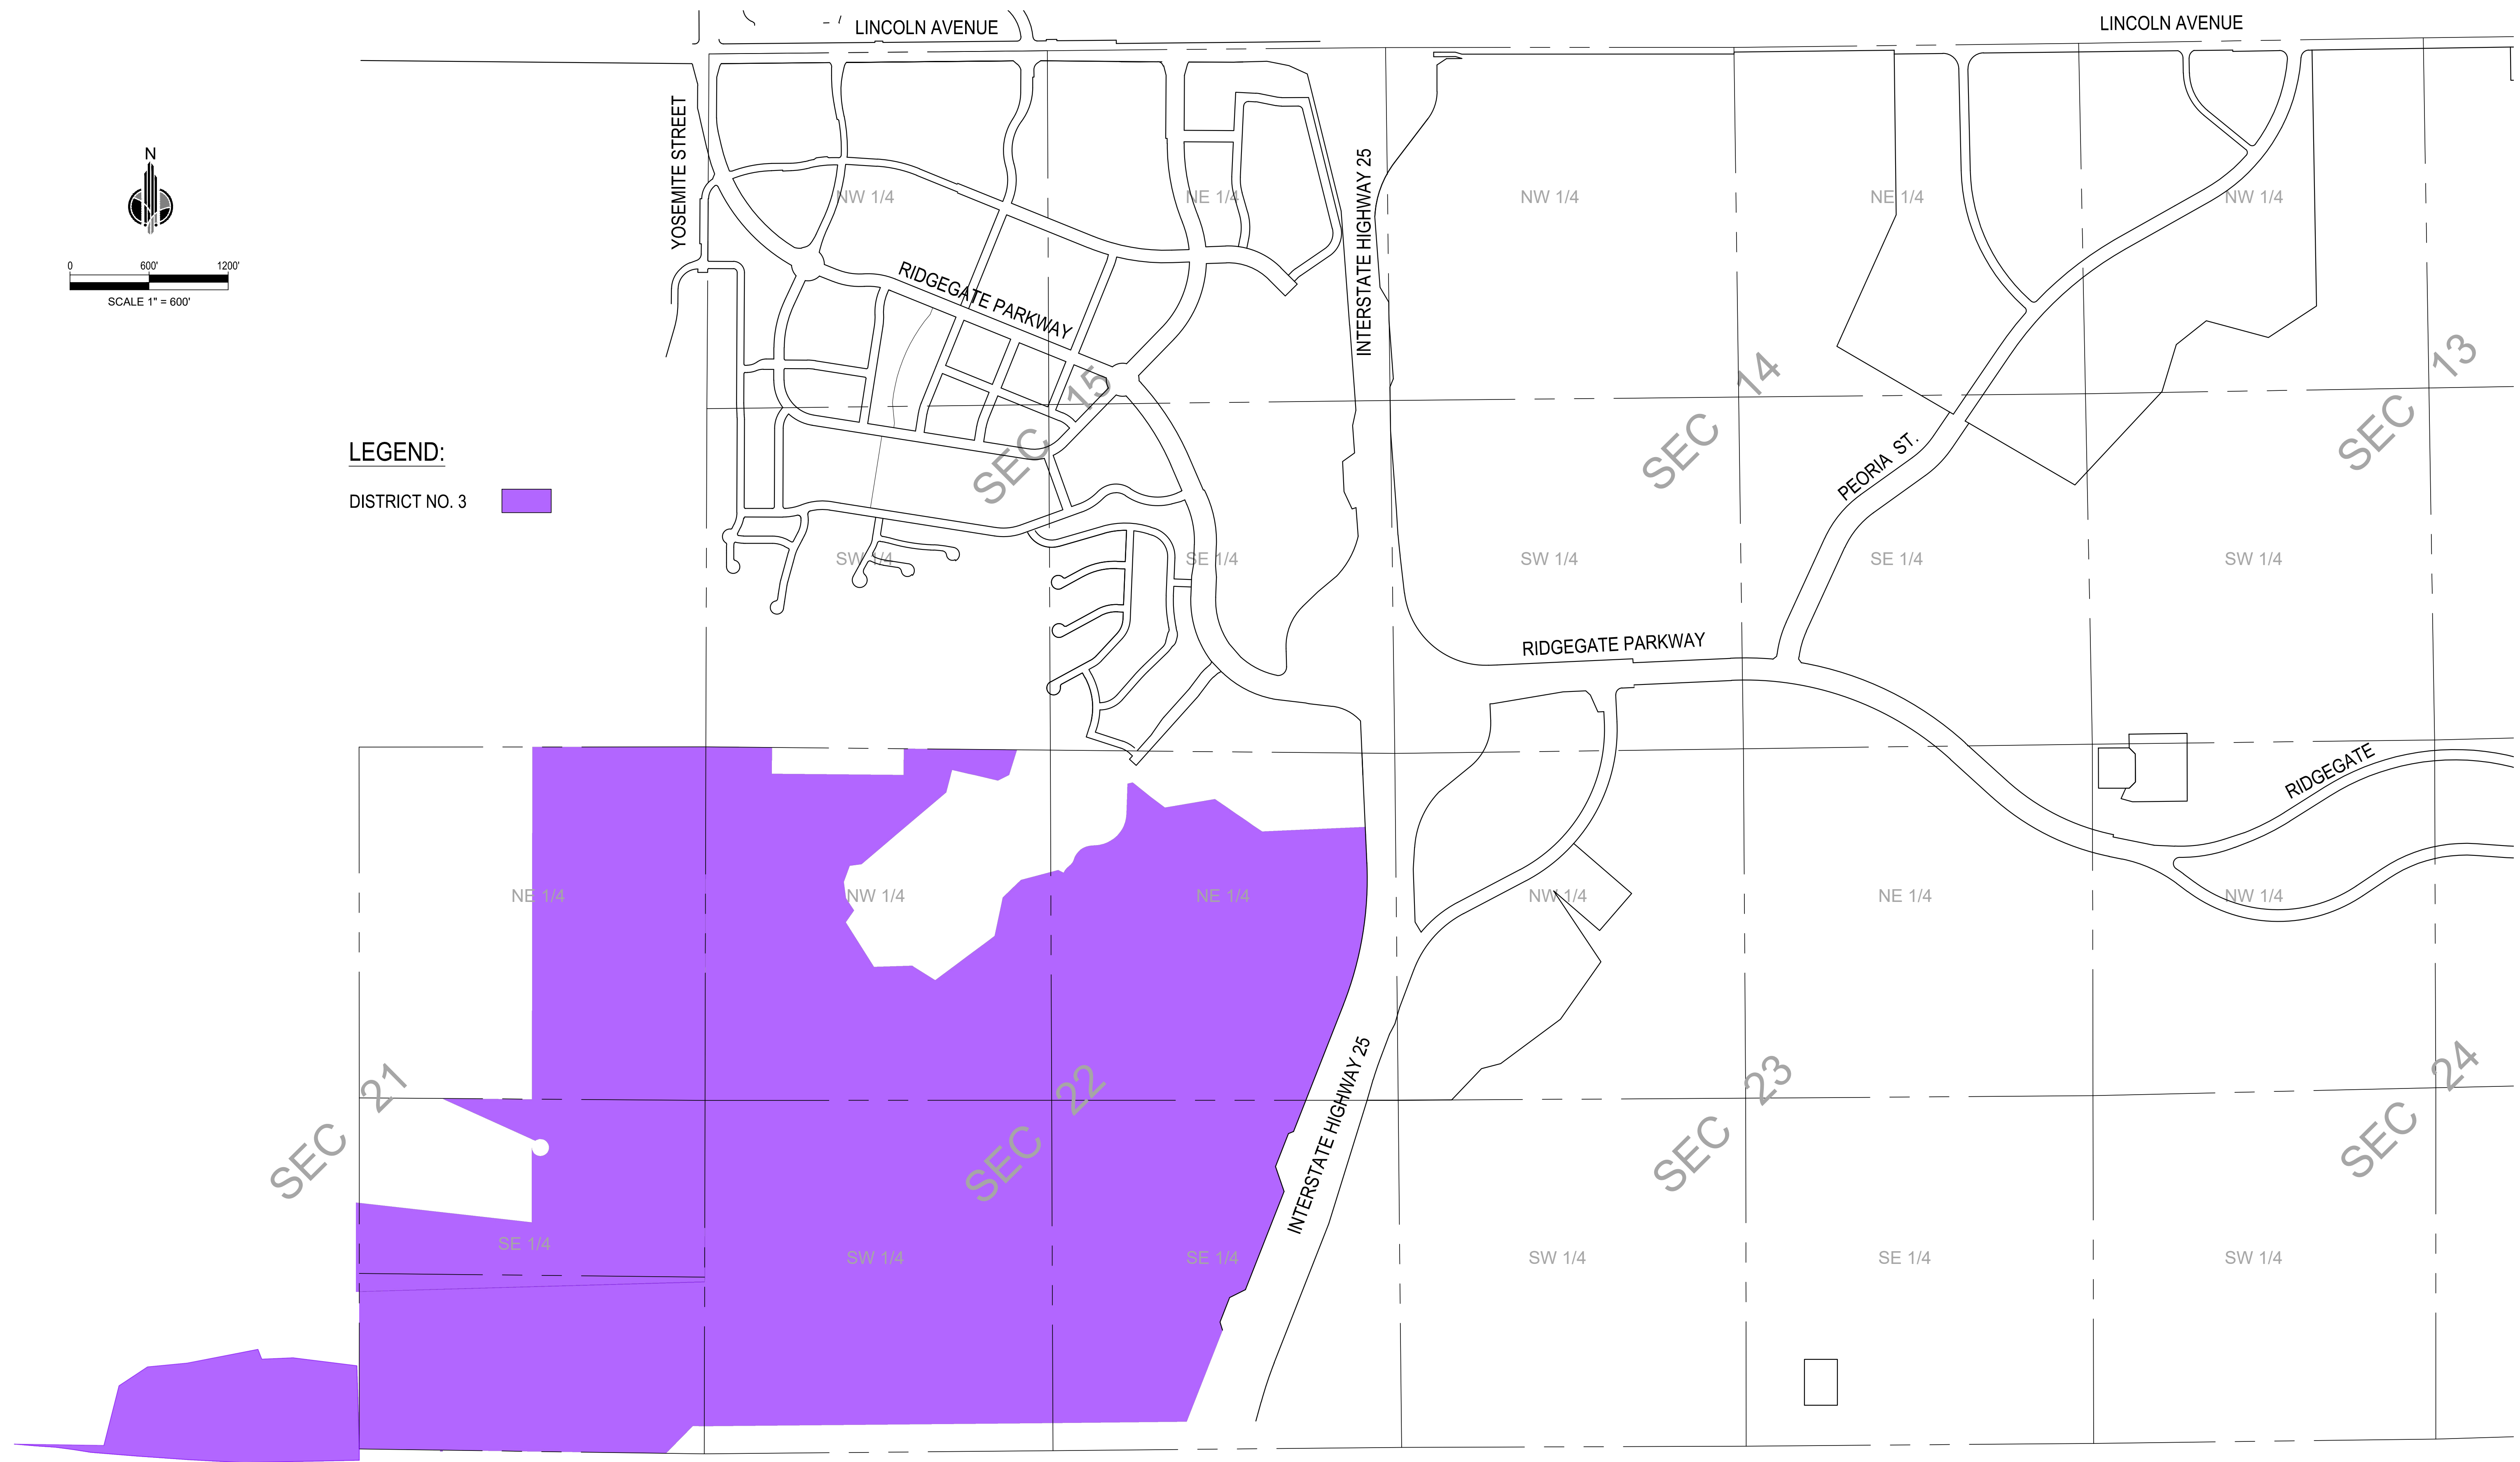 LINCOLN AVENUE
LINCOLN AVENUE
YOSEMITE STREET
N
0 600' 1200'
SCALE 1" = 600'
INTERSTATE HIGHWAY 25
NW 1/4
NE 1/4
NW 1/4
NE 1/4
NW 1/4
RIDGEGATE PARKWAY
SEC 15
SEC 14
SEC 13
LEGEND:
DISTRICT NO. 3
PEORIA ST.
SW 1/4
SE 1/4
SW 1/4
SE 1/4
SW 1/4
RIDGEGATE PARKWAY
RIDGEGATE
NE 1/4
NW 1/4
NE 1/4
NW 1/4
NE 1/4
NW 1/4
SEC 21
SEC 22
INTERSTATE HIGHWAY 25
SEC 23
SEC 24
SE 1/4
SW 1/4
SE 1/4
SW 1/4
SE 1/4
SW 1/4